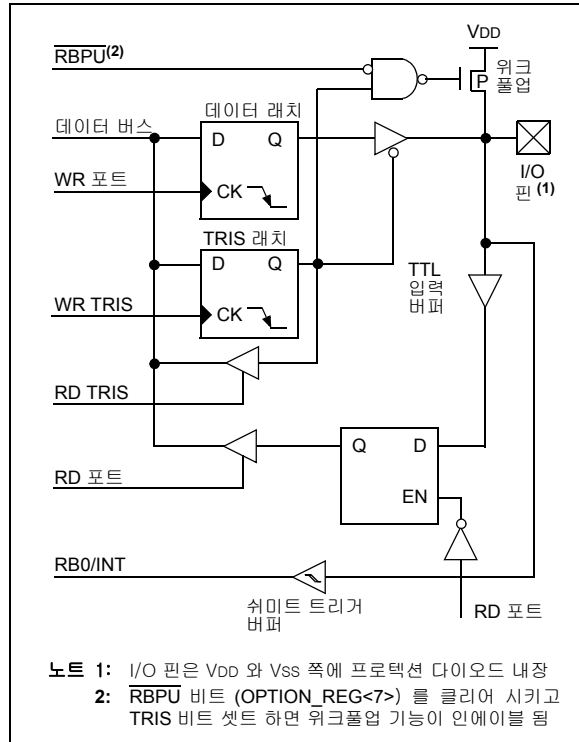 VDD
RBPU(2)
위크
풀업
P
데이터 래치
데이터 버스
D Q
I/O
핀 (1)
WR 포트
CK
TRIS 래치
D Q
TTL
입력
버퍼
WR TRIS
CK
RD TRIS
Q D
RD 포트
EN
RB0/INT
쉬미트 트리거
버퍼
RD 포트
노트 1: I/O 핀은 VDD 와 VSS 쪽에 프로텍션 다이오드 내장
2: RBPU 비트 (OPTION_REG<7>) 를 클리어 시키고
TRIS 비트 셋트 하면 위크풀업 기능이 인에이블 됨